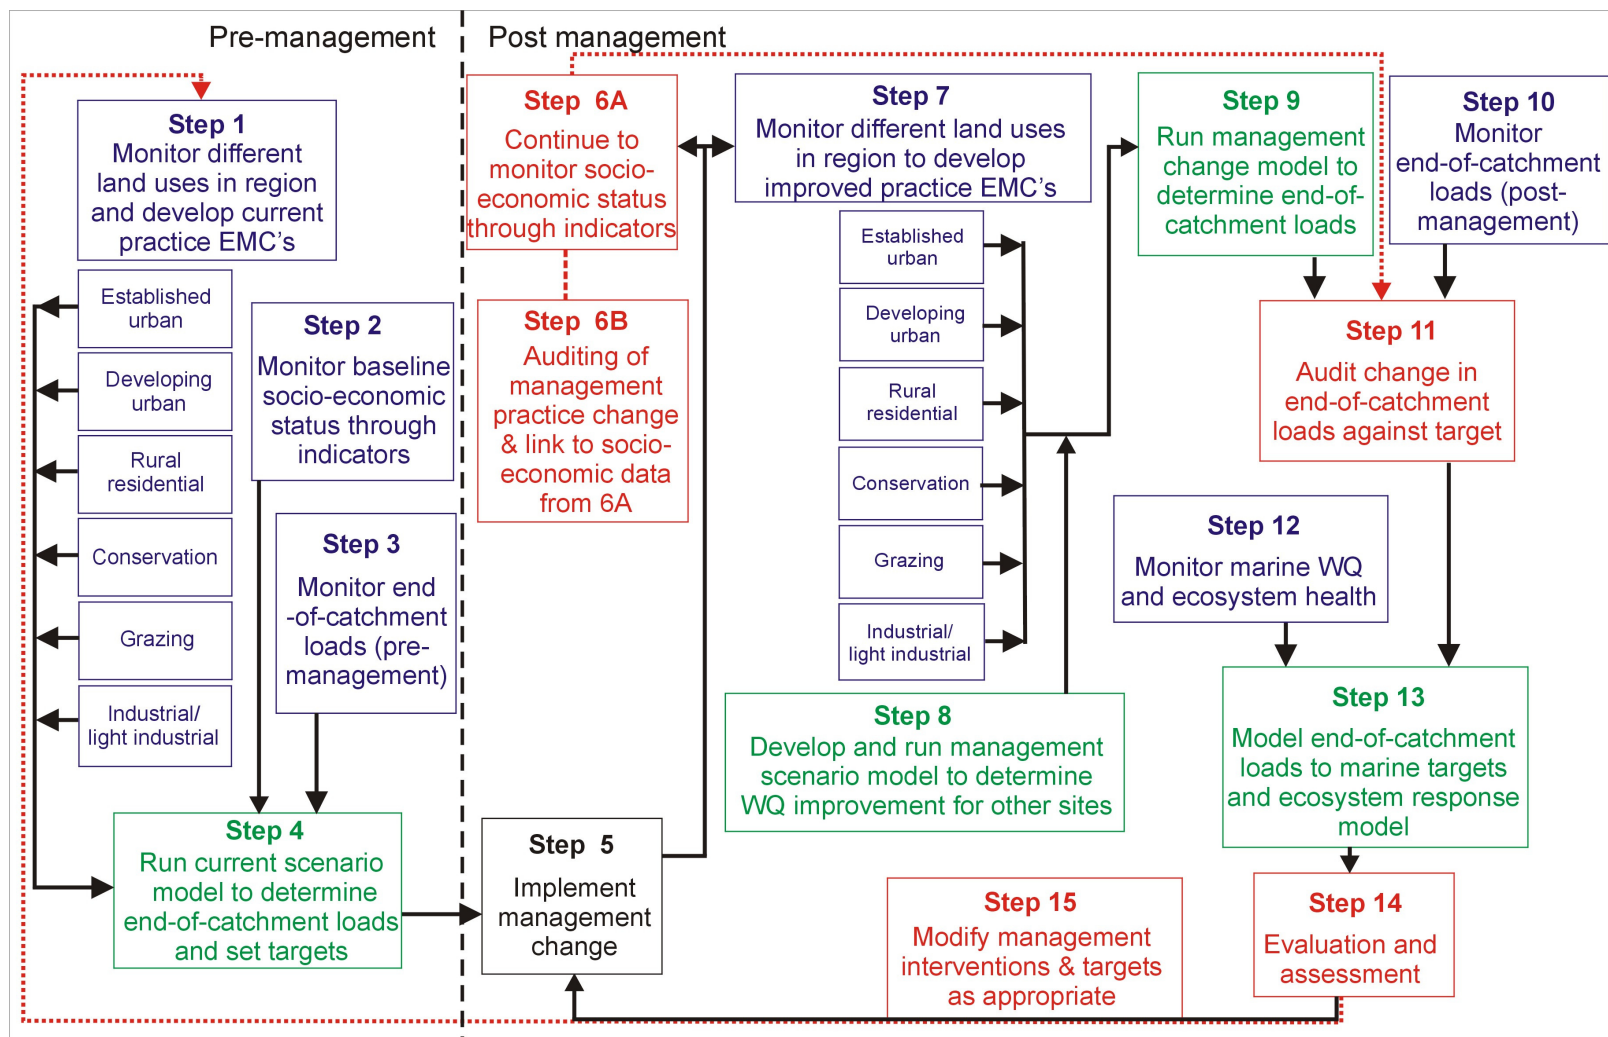 Pre-management
Post management
Step 1
Monitor different
land uses in region
and develop current
practice EMC's
Established
urban
Developing
urban
Rural
residential
Conservation
Grazing
Industrial/
light industrial
Step 2
Monitor baseline
socio-economic
status through
indicators
Step 3
Monitor end
-of-catchment
loads (pre-
management)
Step 4
Run current scenario
model to determine
end-of-catchment loads
and set targets
Step 5
Implement
management
change
Step 6A
Continue to
monitor socio-
economic status
through indicators
Step 6B
Auditing of
management
practice change
& link to socio-
economic data
from 6A
Step 7
Monitor different land uses
in region to develop
improved practice EMC's
Established
urban
Developing
urban
Rural
residential
Conservation
Grazing
Industrial/
light industrial
Step 8
Develop and run management
scenario model to determine
WQ improvement for other sites
Step 9
Run management
change model to
determine end-of-
catchment loads
Step 10
Monitor
end-of-catchment
loads (post-
management)
Step 11
Audit change in
end-of-catchment
loads against target
Step 12
Monitor marine WQ
and ecosystem health
Step 13
Model end-of-catchment
loads to marine targets
and ecosystem response
model
Step 14
Evaluation and
assessment
Step 15
Modify management
interventions & targets
as appropriate